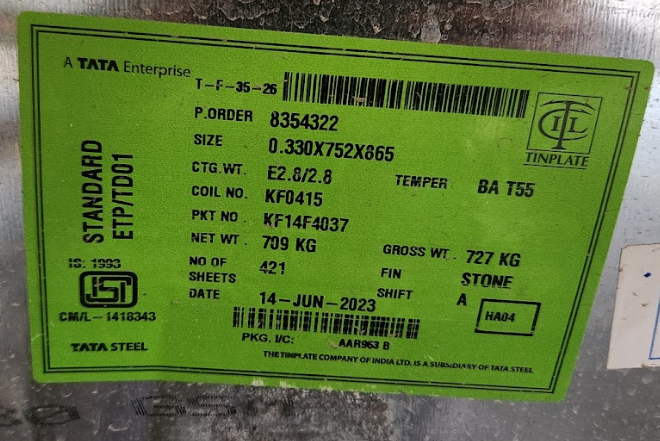 A TATA Enterprise
T-F-35-26
TCIL
TINPLATE
STANDARD
ETP/TD01
P.ORDER 8354322
SIZE 0.330X752X865
CTG.WT. E2.8/2.8 TEMPER BA T55
COIL NO. KF0415
PKT NO. KF14F4037
NET WT. 709 KG GROSS WT. 727 KG
NO OF SHEETS 421 FIN STONE
DATE 14-JUN-2023 SHIFT A HA04
IS: 1993
ISI
CM/L-1418343
TATA STEEL
PKG. I/C: AAR963 B
THE TINPLATE COMPANY OF INDIA LTD. IS A SUBSIDIARY OF TATA STEEL